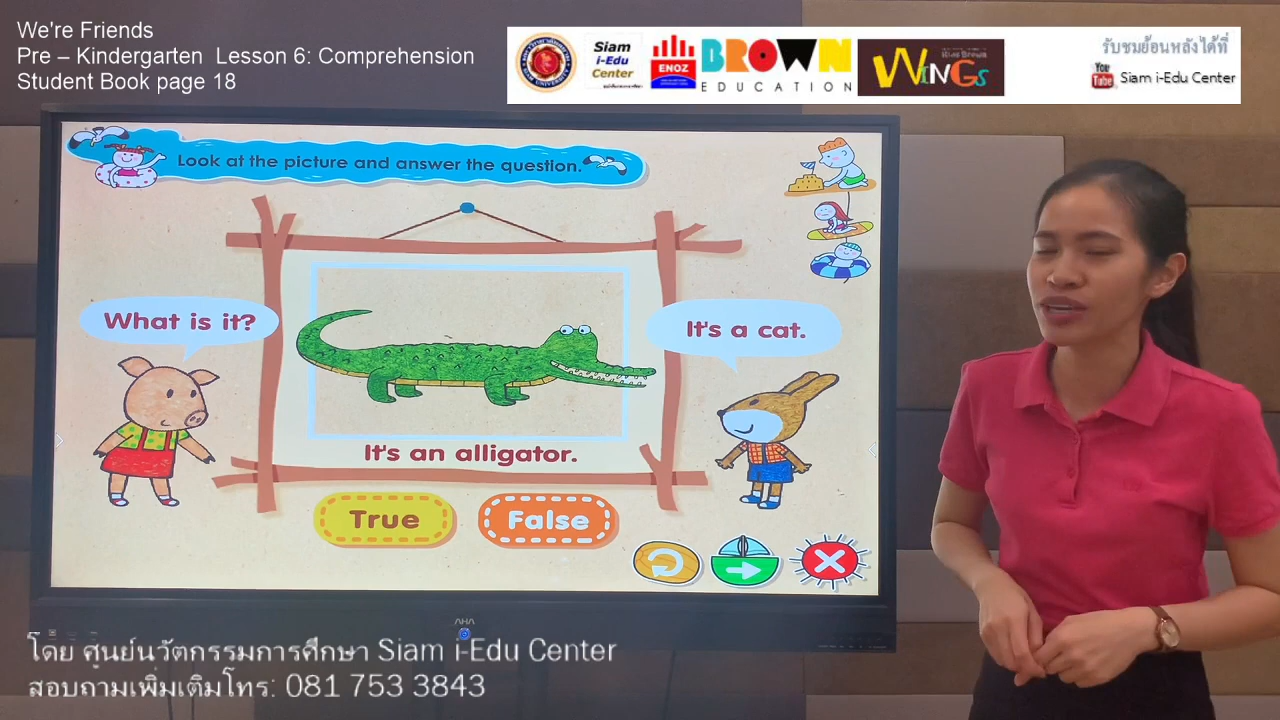 We're Friends
Pre – Kindergarten  Lesson 6: Comprehension
Student Book page 18
Siam
i-Edu
Center
ENOZ
BROWN
EDUCATION
WiNGs
รับชมย้อนหลังได้ที่
You
Tube
Siam i-Edu Center
Look at the picture and answer the question.
What is it?
It's a cat.
It's an alligator.
True
False
โดย ศูนย์นวัตกรรมการศึกษา Siam i-Edu Center
สอบถามเพิ่มเติมโทร: 081 753 3843